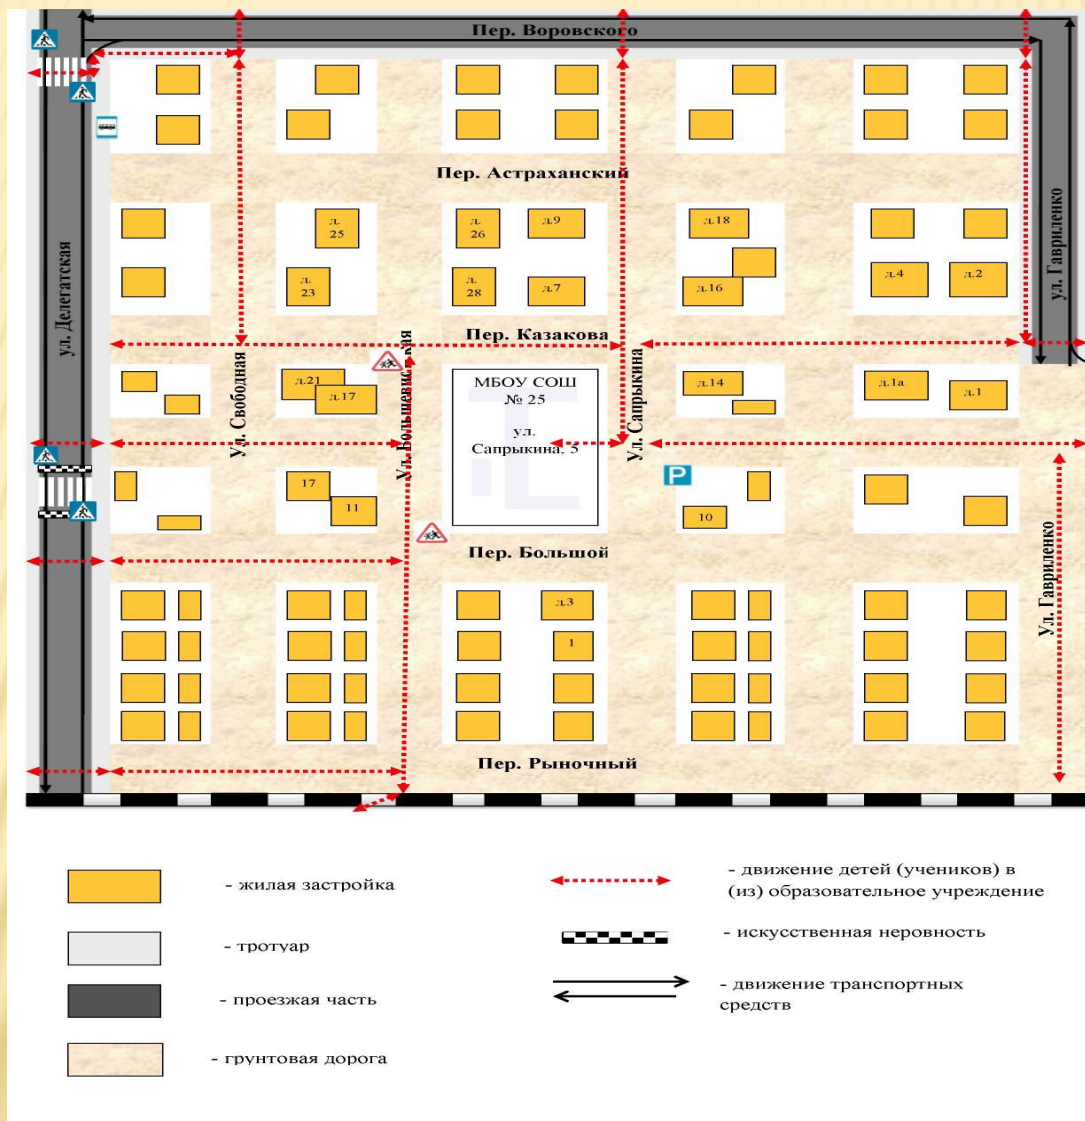 Пер. Воровского
Пер. Астраханский
ул. Делегатская
ул. Гавриленко
д.
25
д.
26
д.9
д.18
д.
23
д.
28
д.7
д.16
д.4
д.2
Пер. Казакова
Ул. Свободная
Ул. Большевистская
Ул. Сапрыкина
д.21
д.17
МБОУ СОШ
№ 25
ул.
Сапрыкина, 5
д.14
д.1а
д.1
P
17
11
10
Пер. Большой
Ул. Гавриленко
д.3
1
Пер. Рыночный
- жилая застройка
- тротуар
- проезжая часть
- грунтовая дорога
- движение детей (учеников) в
(из) образовательное учреждение
- искусственная неровность
- движение транспортных
средств